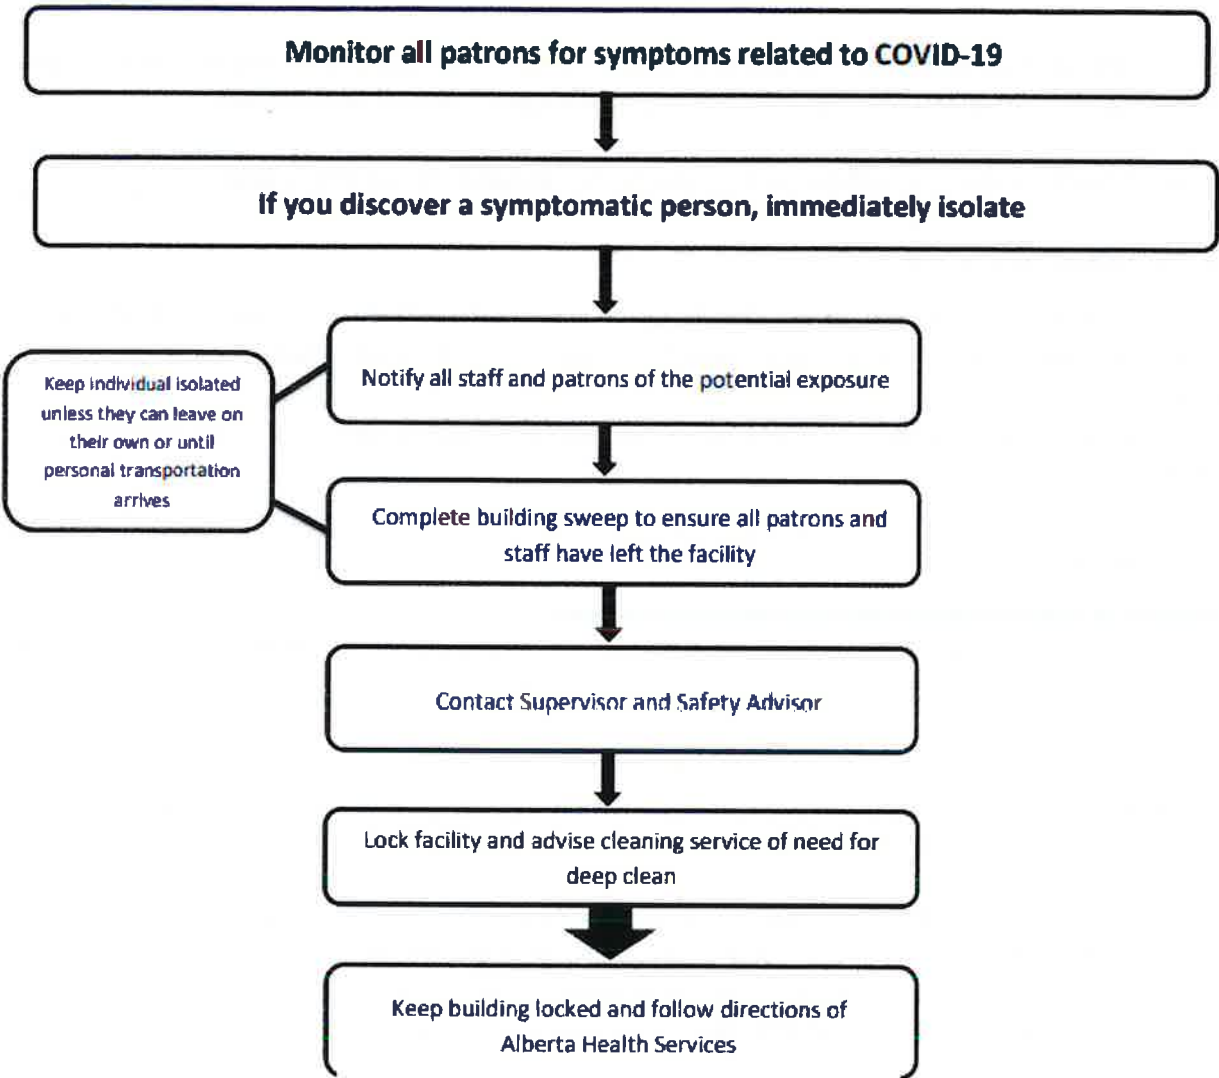 Monitor all patrons for symptoms related to COVID-19
If you discover a symptomatic person, immediately isolate
Notify all staff and patrons of the potential exposure
Keep individual isolated
unless they can leave on
their own or until
personal transportation
arrives
Complete building sweep to ensure all patrons and
staff have left the facility
Contact Supervisor and Safety Advisor
Lock facility and advise cleaning service of need for
deep clean
Keep building locked and follow directions of
Alberta Health Services